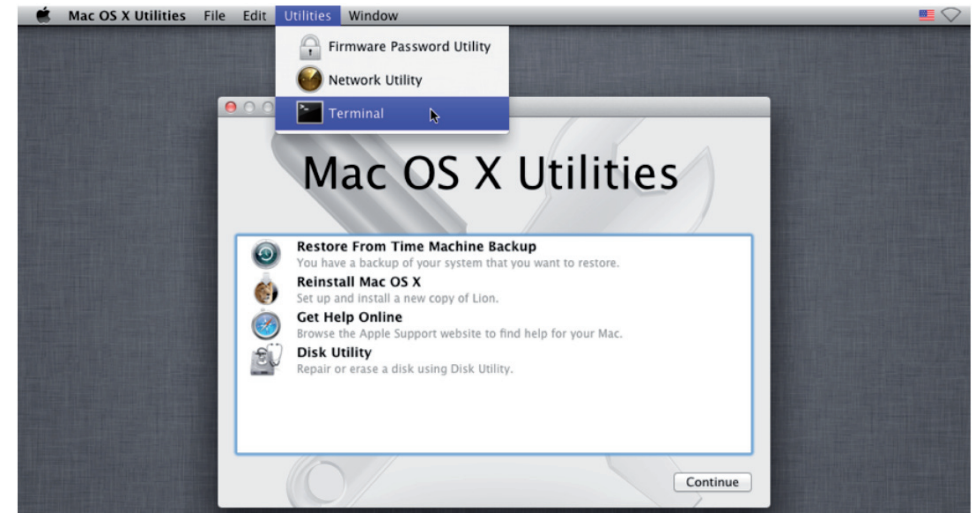 Mac OS X Utilities File Edit Utilities Window
Firmware Password Utility
Network Utility
>_ Terminal
Mac OS X Utilities
Restore From Time Machine Backup
You have a backup of your system that you want to restore.
Reinstall Mac OS X
Set up and install a new copy of Lion.
Get Help Online
Browse the Apple Support website to find help for your Mac.
Disk Utility
Repair or erase a disk using Disk Utility.
Continue